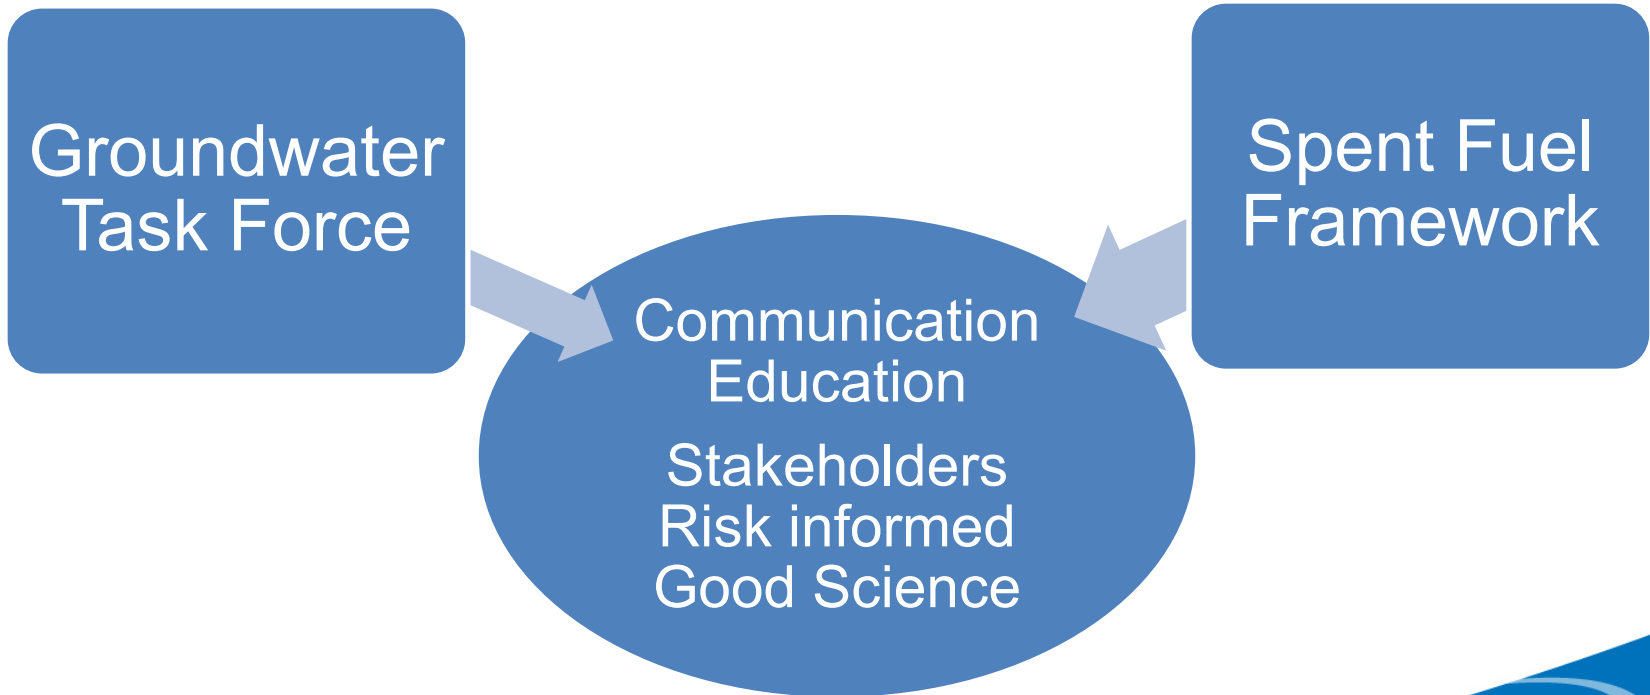 Groundwater
Task Force
Spent Fuel
Framework
Communication
Education
Stakeholders
Risk informed
Good Science